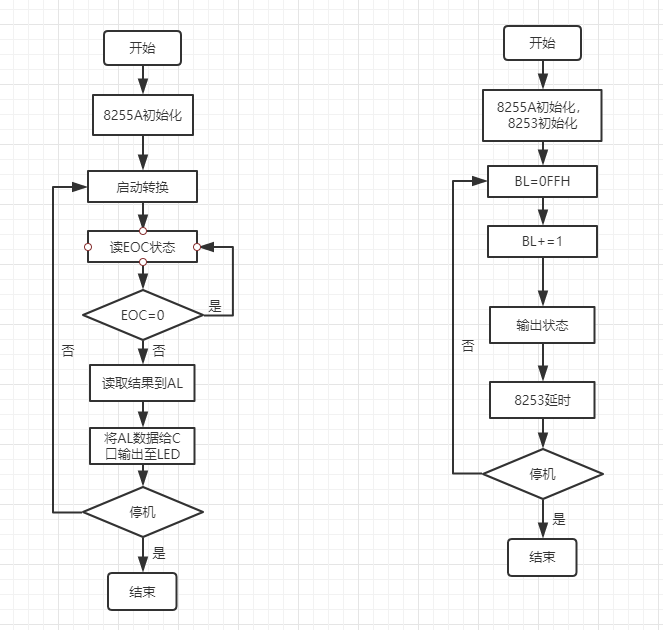 开始
8255A初始化
启动转换
读EOC状态
EOC=0
是
否
否
读取结果到AL
将AL数据给C
口输出至LED
停机
是
结束
开始
8255A初始化，
8253初始化
BL=0FFH
BL+=1
输出状态
否
8253延时
停机
是
结束